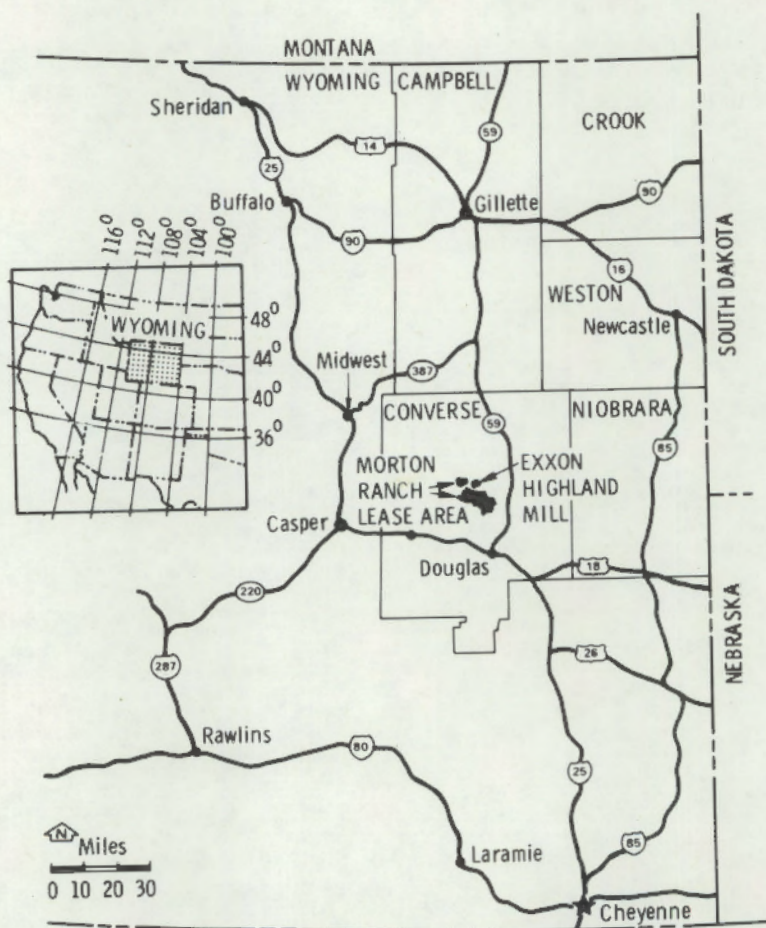 MONTANA
WYOMING
CAMPBELL
Sheridan
59
CROOK
14
25
Buffalo
Gillette
90
90
116°
112°
108°
104°
100°
SOUTH DAKOTA
16
WESTON
WYOMING
48°
Newcastle
44°
Midwest
387
40°
CONVERSE
NIOBRARA
59
36°
85
MORTON
RANCH
LEASE AREA
EXXON
HIGHLAND
MILL
Casper
Douglas
18
220
NEBRASKA
26
287
Rawlins
80
25
N
Miles
0 10 20 30
85
Laramie
Cheyenne